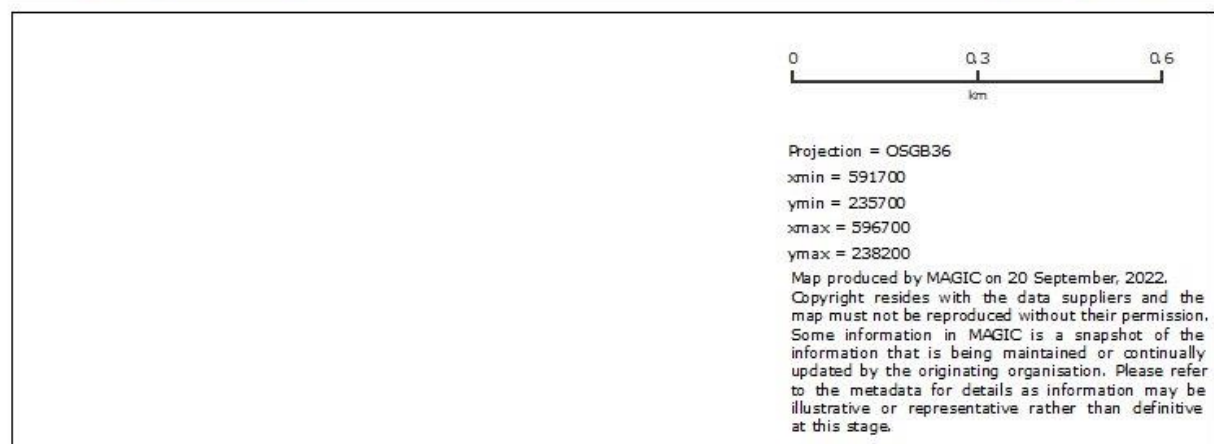 0 0.3 0.6
km
Projection = OSGB36
xmin = 591700
ymin = 235700
xmax = 596700
ymax = 238200
Map produced by MAGIC on 20 September, 2022.
Copyright resides with the data suppliers and the
map must not be reproduced without their permission.
Some information in MAGIC is a snapshot of the
information that is being maintained or continually
updated by the originating organisation. Please refer
to the metadata for details as information may be
illustrative or representative rather than definitive
at this stage.